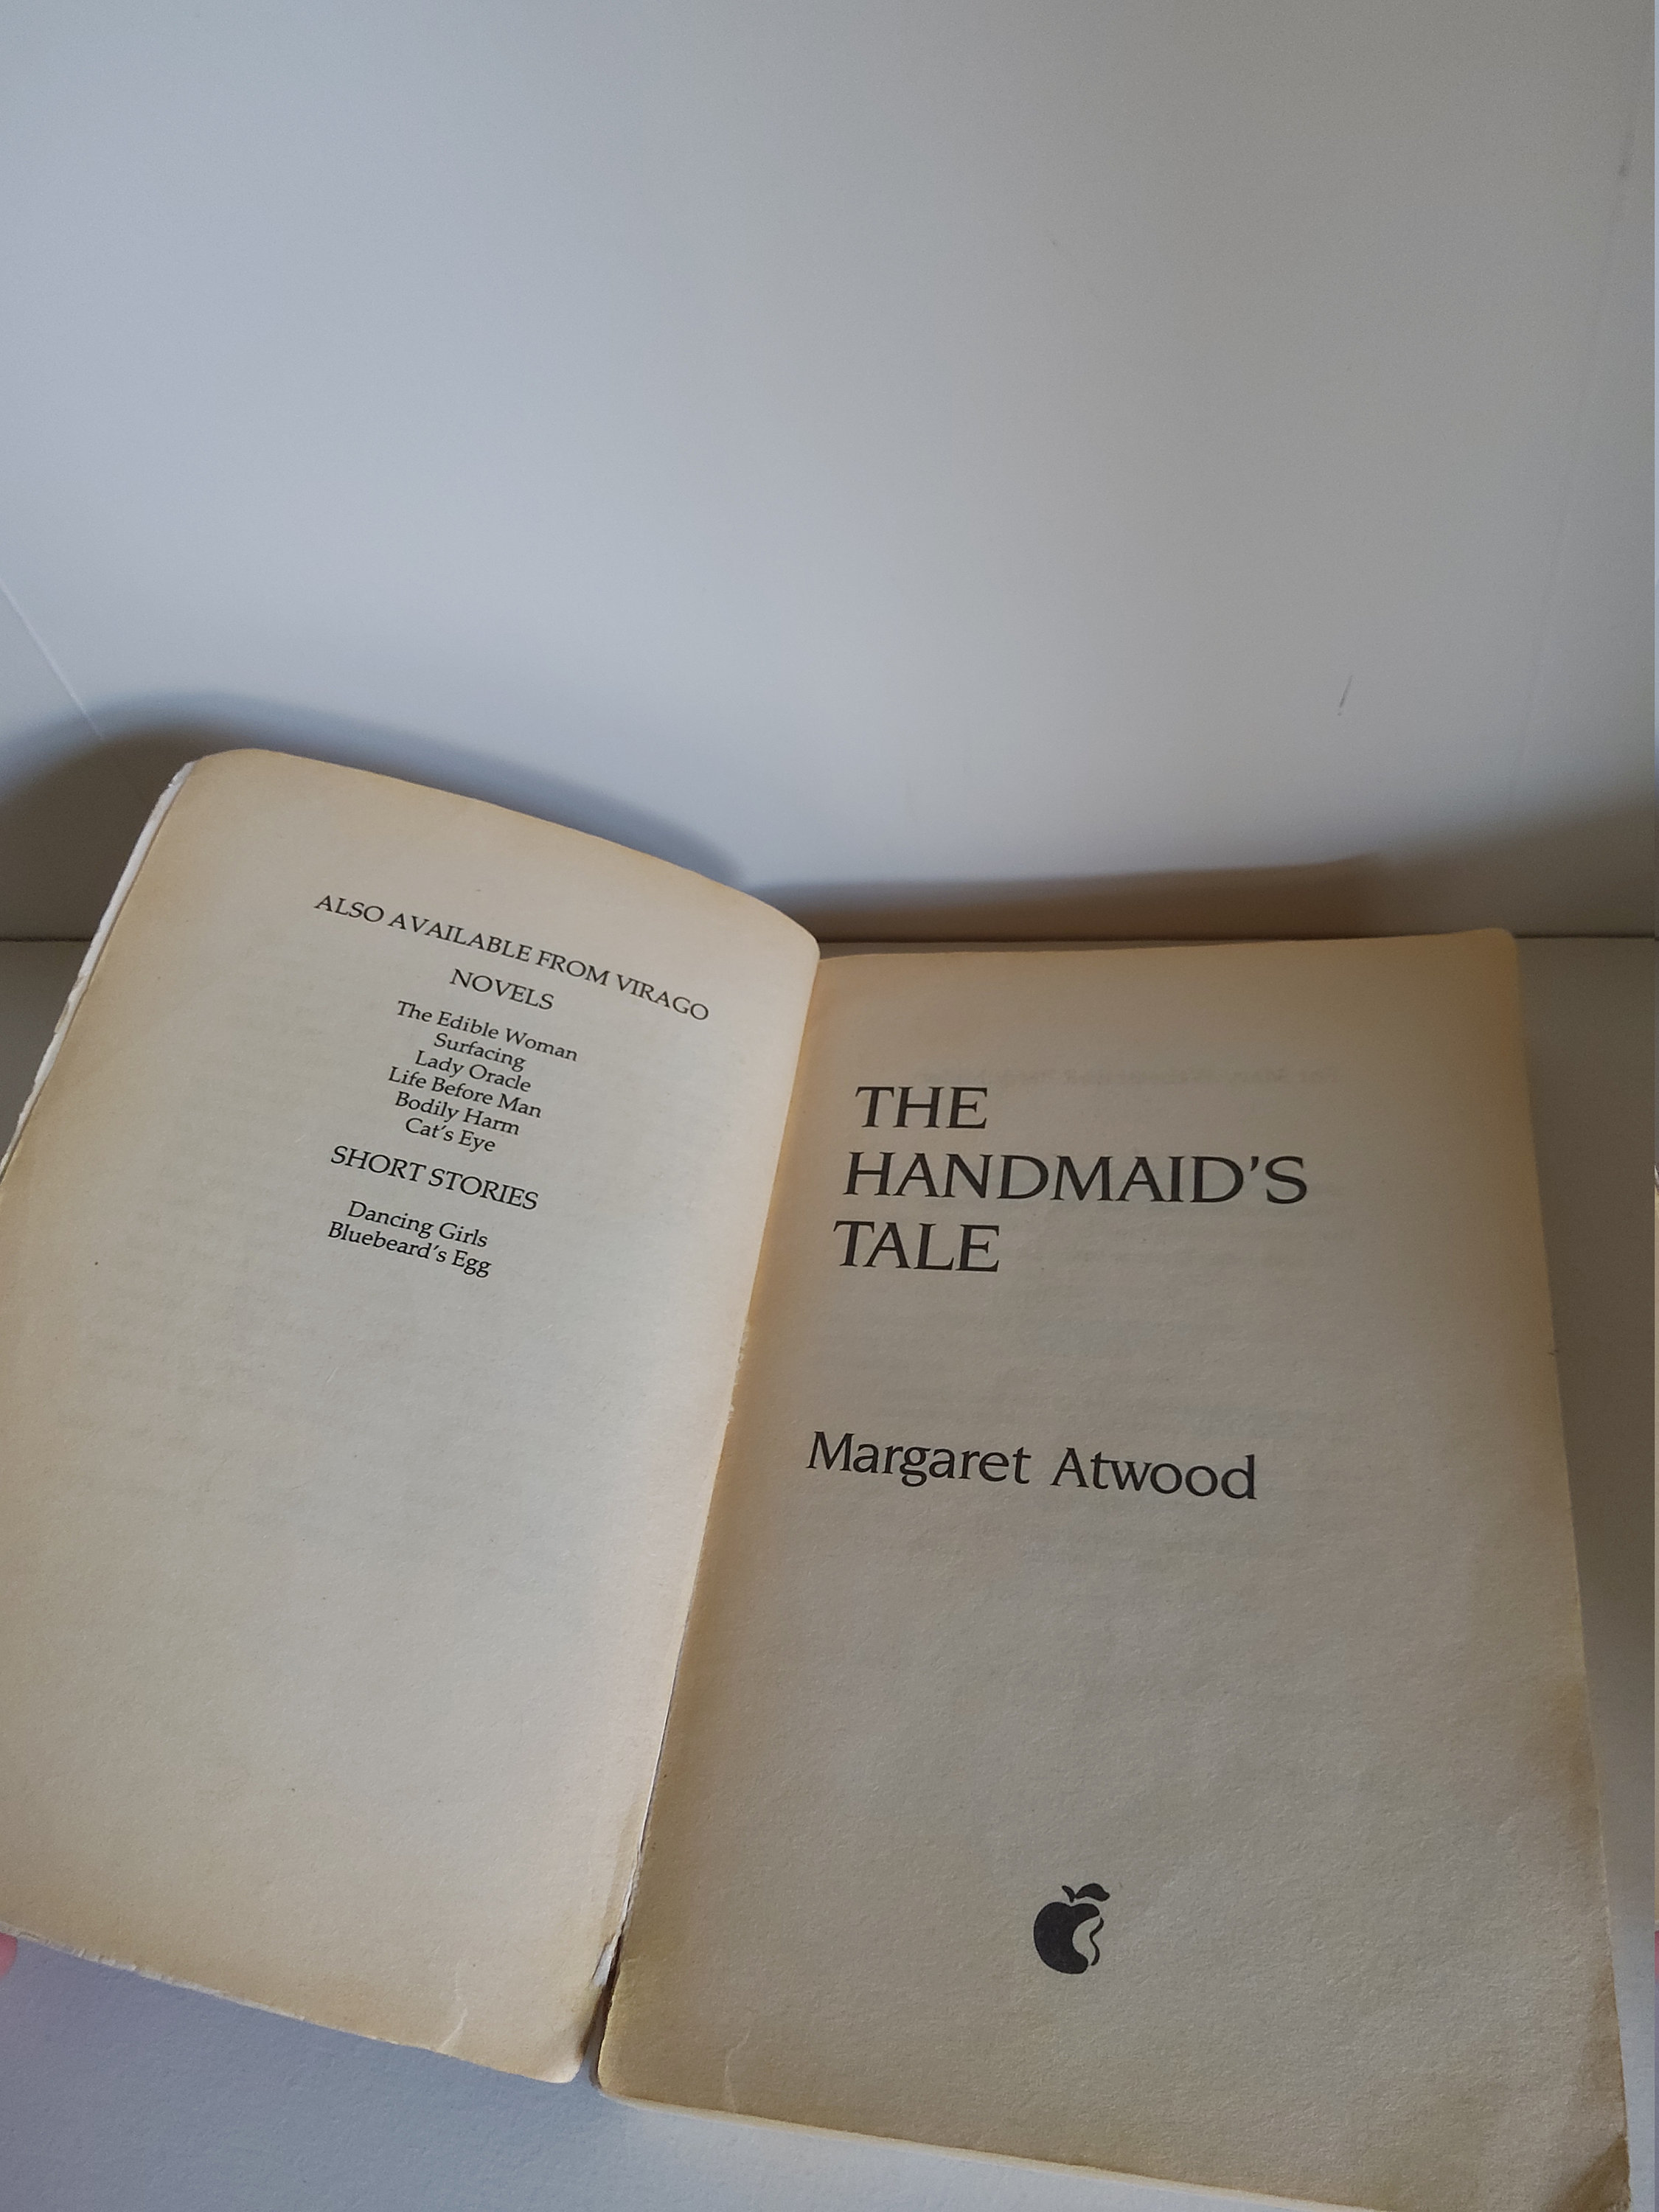 ALSO AVAILABLE FROM VIRAGO
NOVELS
The Edible Woman
Surfacing
Lady Oracle
Life Before Man
Bodily Harm
Cat's Eye
SHORT STORIES
Dancing Girls
Bluebeard's Egg
THE
HANDMAID'S
TALE
Margaret Atwood